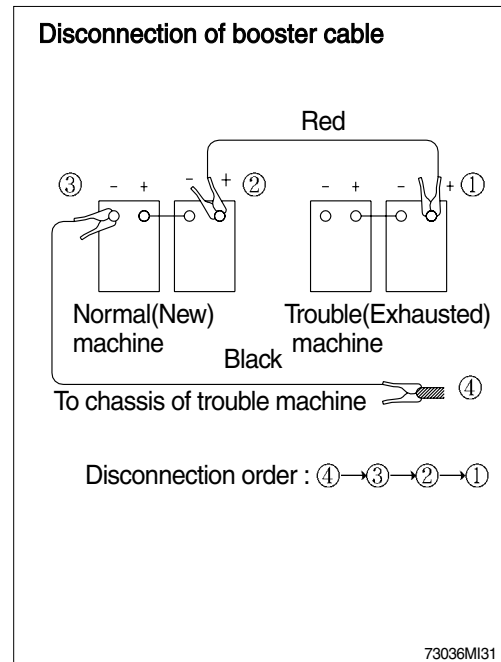 Disconnection of booster cable
Red
③ - + - + ② - + - + ①
Normal(New)
machine
Trouble(Exhausted)
machine
Black
To chassis of trouble machine ④
Disconnection order : ④→③→②→①
73036MI31